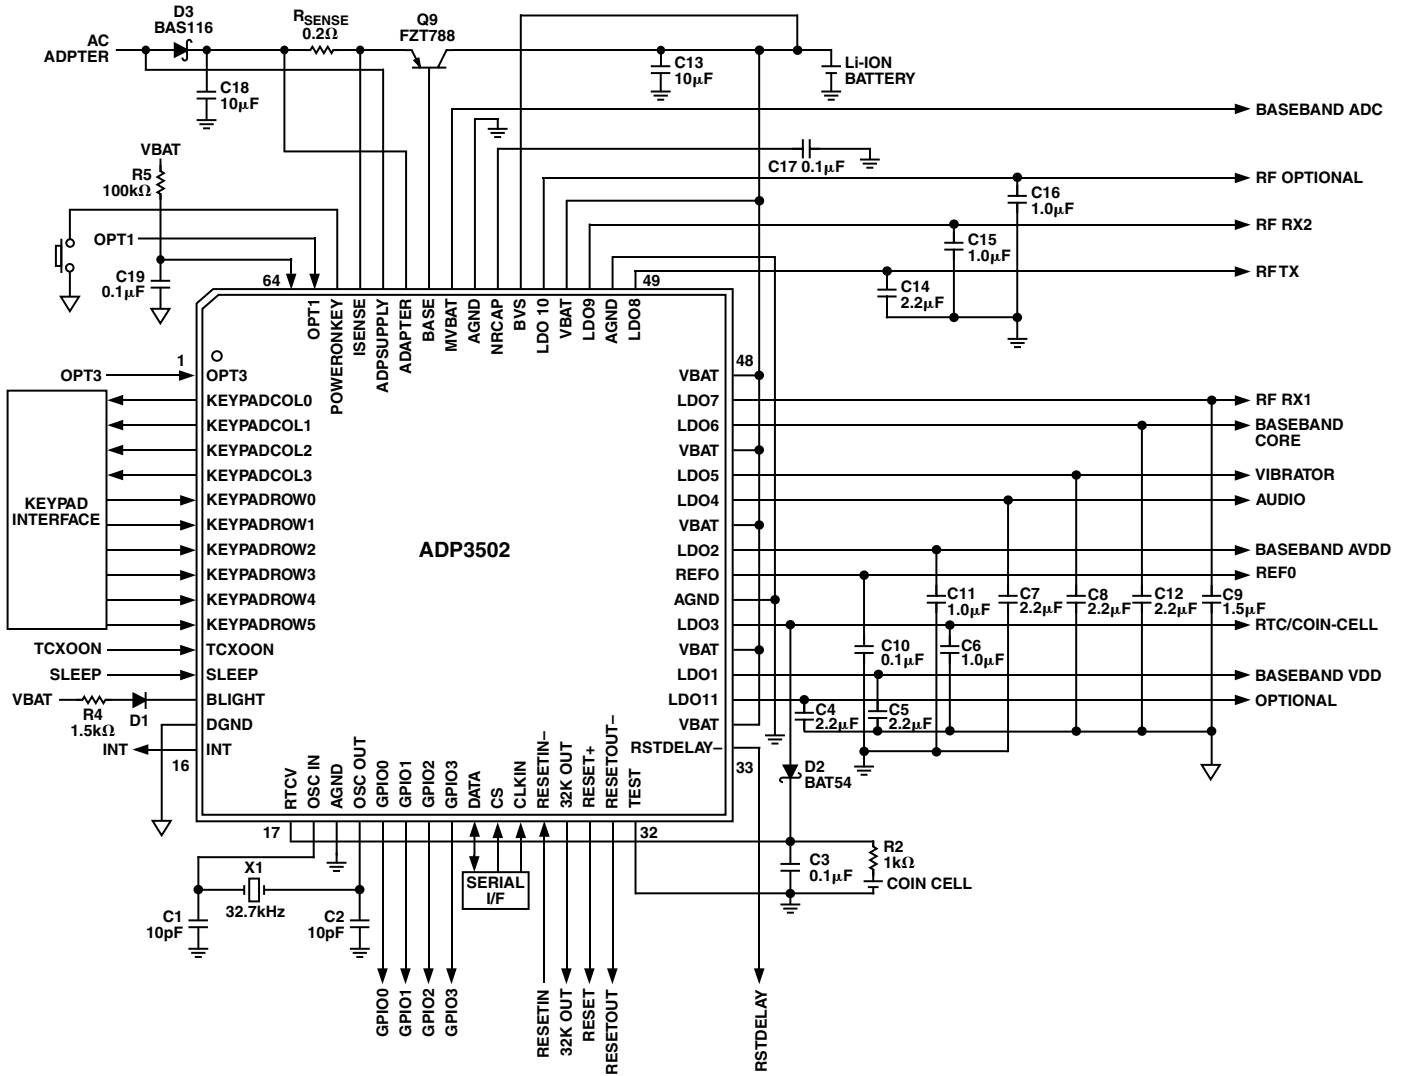 D3
BAS116
RSENSE
0.2Ω
Q9
FZT788
AC
ADPTER
C18
10μF
C13
10μF
Li-ION
BATTERY
BASEBAND ADC
VBAT
C17 0.1μF
R5
100kΩ
RF OPTIONAL
C16
1.0μF
RF RX2
OPT1
C15
1.0μF
RF TX
C19
0.1μF
64
49
C14
2.2μF
OPT1
POWERONKEY
ISENSE
ADPSUPPLY
ADAPTER
BASE
MVBAT
AGND
NRCAP
BVS
LDO 10
VBAT
LDO9
AGND
LDO8
1
48
OPT3
OPT3
KEYPADCOL0
KEYPADCOL1
KEYPADCOL2
KEYPADCOL3
KEYPADROW0
KEYPADROW1
KEYPADROW2
KEYPADROW3
KEYPADROW4
KEYPADROW5
KEYPAD
INTERFACE
TCXOON
TCXOON
SLEEP
SLEEP
VBAT
R4
1.5kΩ
D1
BLIGHT
DGND
INT
INT
16
ADP3502
VBAT
LDO7
LDO6
VBAT
LDO5
LDO4
VBAT
LDO2
REFO
AGND
LDO3
VBAT
LDO1
LDO11
VBAT
RSTDELAY–
33
RF RX1
BASEBAND
CORE
VIBRATOR
AUDIO
BASEBAND AVDD
REF0
C11
1.0μF
C7
2.2μF
C8
2.2μF
C12
2.2μF
C9
1.5μF
RTC/COIN-CELL
C10
0.1μF
C6
1.0μF
BASEBAND VDD
OPTIONAL
C4
2.2μF
C5
2.2μF
D2
BAT54
RTCV
OSC IN
AGND
OSC OUT
GPIO0
GPIO1
GPIO2
GPIO3
DATA
CS
CLKIN
RESETIN–
32K OUT
RESET+
RESETOUT–
TEST
17
32
X1
32.7kHz
C1
10pF
C2
10pF
SERIAL
I/F
C3
0.1μF
R2
1kΩ
COIN CELL
GPIO0
GPIO1
GPIO2
GPIO3
RESETIN
32K OUT
RESET
RESETOUT
RSTDELAY